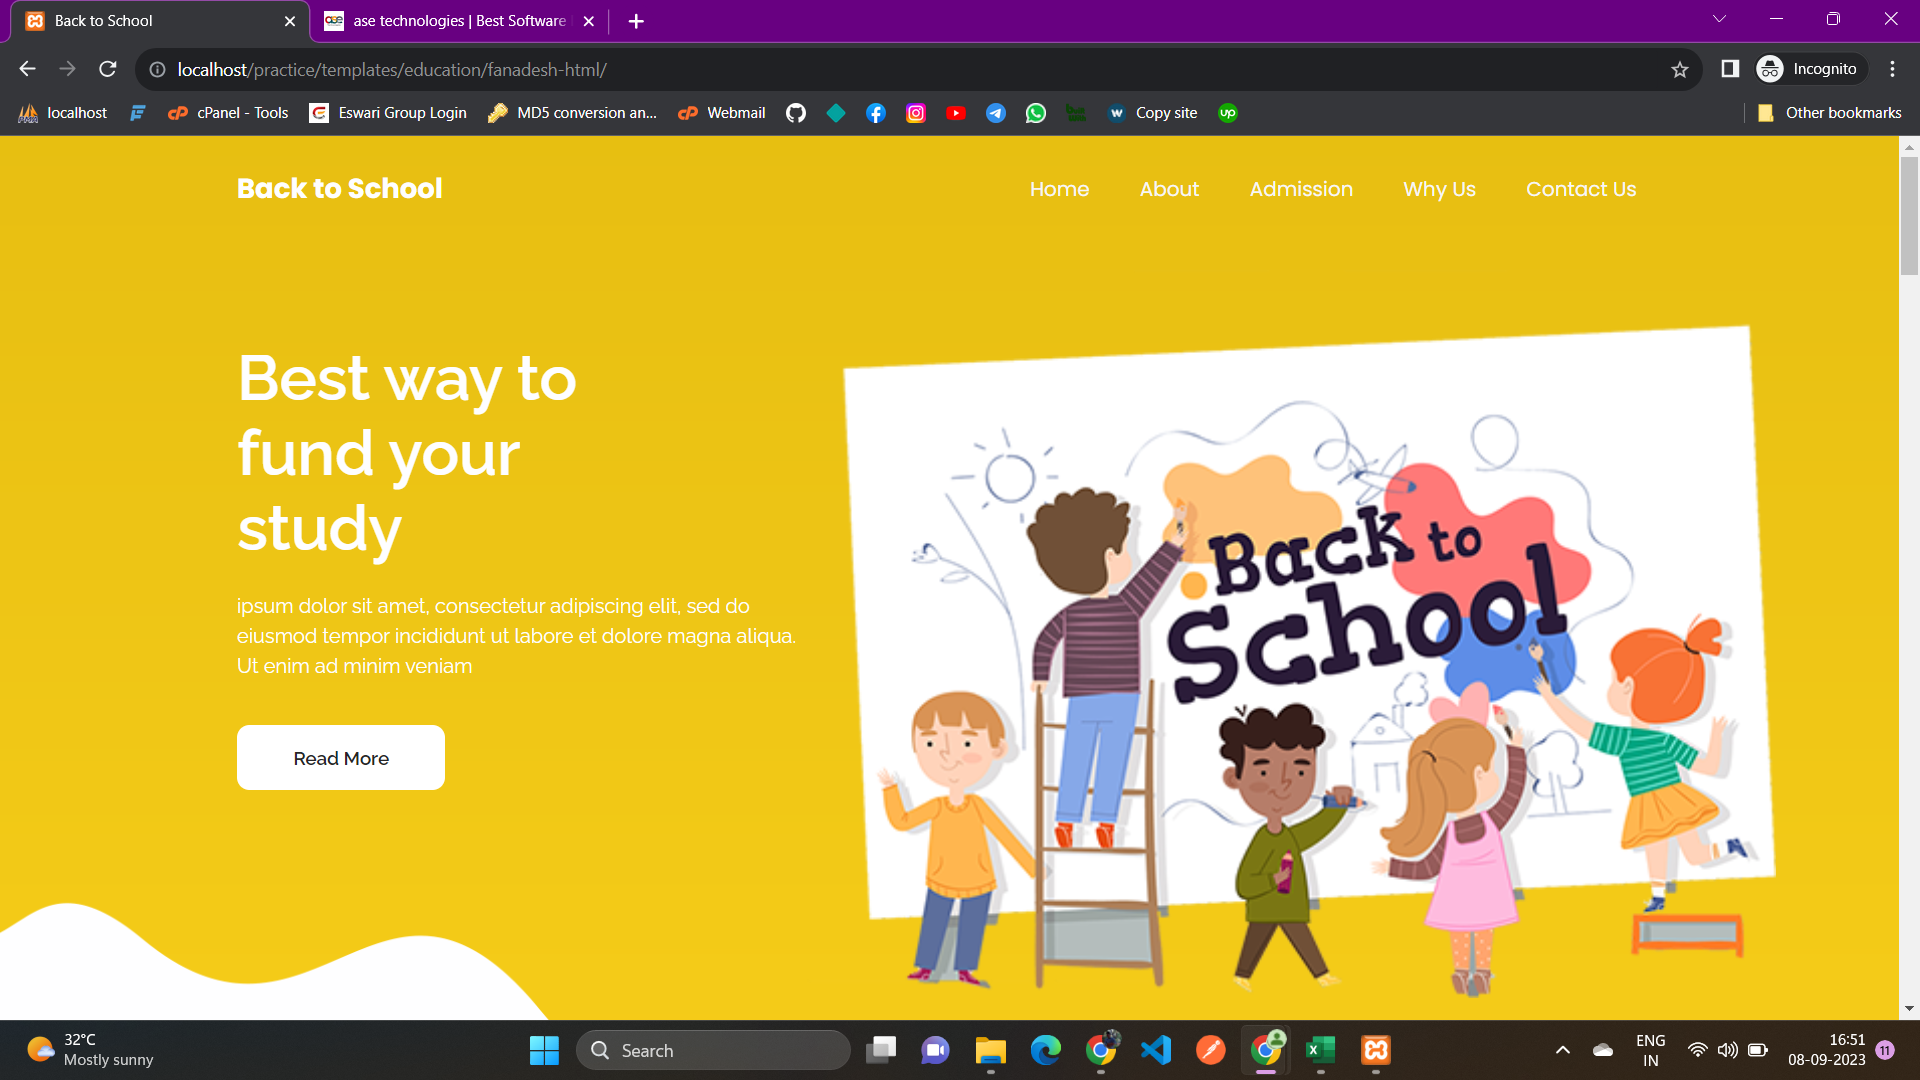 Back to School
ase technologies | Best Software
localhost/practice/templates/education/fanadesh-html/
Incognito
localhost
cPanel - Tools
Eswari Group Login
MD5 conversion an...
Webmail
Copy site
Other bookmarks
Back to School
Home
About
Admission
Why Us
Contact Us
Best way to
fund your
study
ipsum dolor sit amet, consectetur adipiscing elit, sed do
eiusmod tempor incididunt ut labore et dolore magna aliqua.
Ut enim ad minim veniam
Read More
Back to
School
32°C
Mostly sunny
Search
ENG
IN
16:51
08-09-2023
11